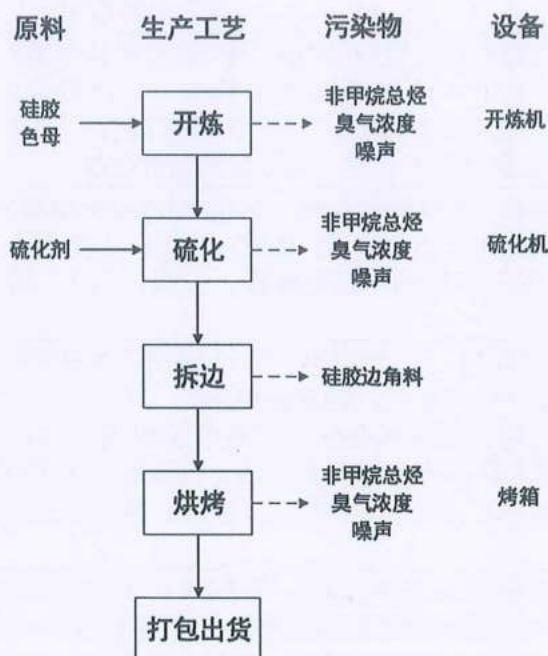 原料 生产工艺 污染物 设备
硅胶
色母
开炼
非甲烷总烃
臭气浓度
噪声
开炼机
硫化剂
硫化
非甲烷总烃
臭气浓度
噪声
硫化机
拆边
硅胶边角料
烘烤
非甲烷总烃
臭气浓度
噪声
烤箱
打包出货